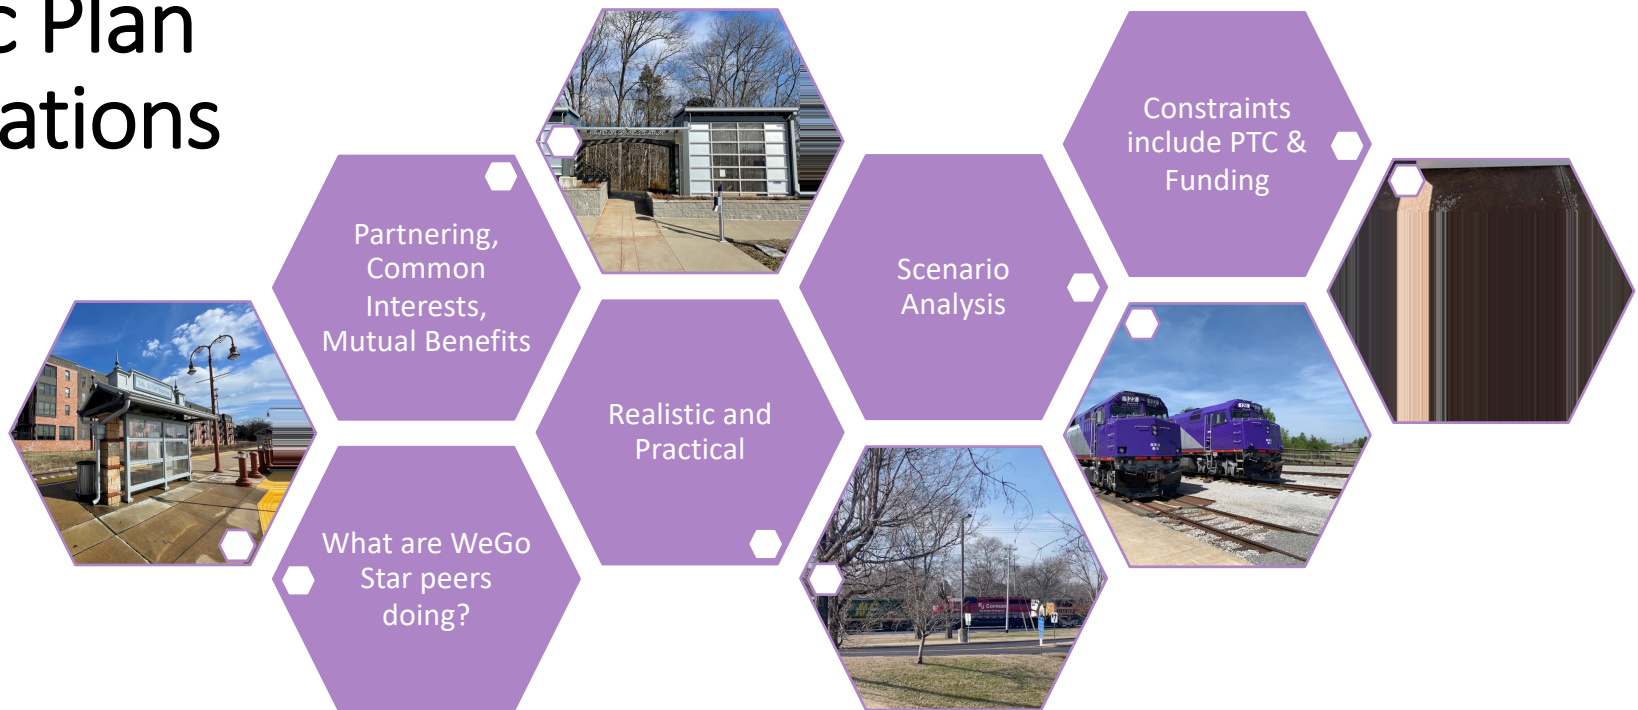 c Plan
ations
Constraints
include PTC &
Funding
Partnering,
Common
Interests,
Mutual Benefits
Scenario
Analysis
Realistic and
Practical
What are WeGo
Star peers
doing?
122